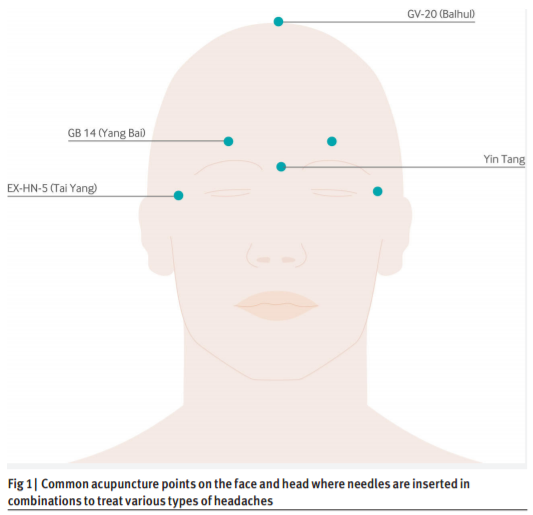 GV-20 (Balhul)
GB 14 (Yang Bai)
Yin Tang
EX-HN-5 (Tai Yang)
Fig 1| Common acupuncture points on the face and head where needles are inserted in
combinations to treat various types of headaches